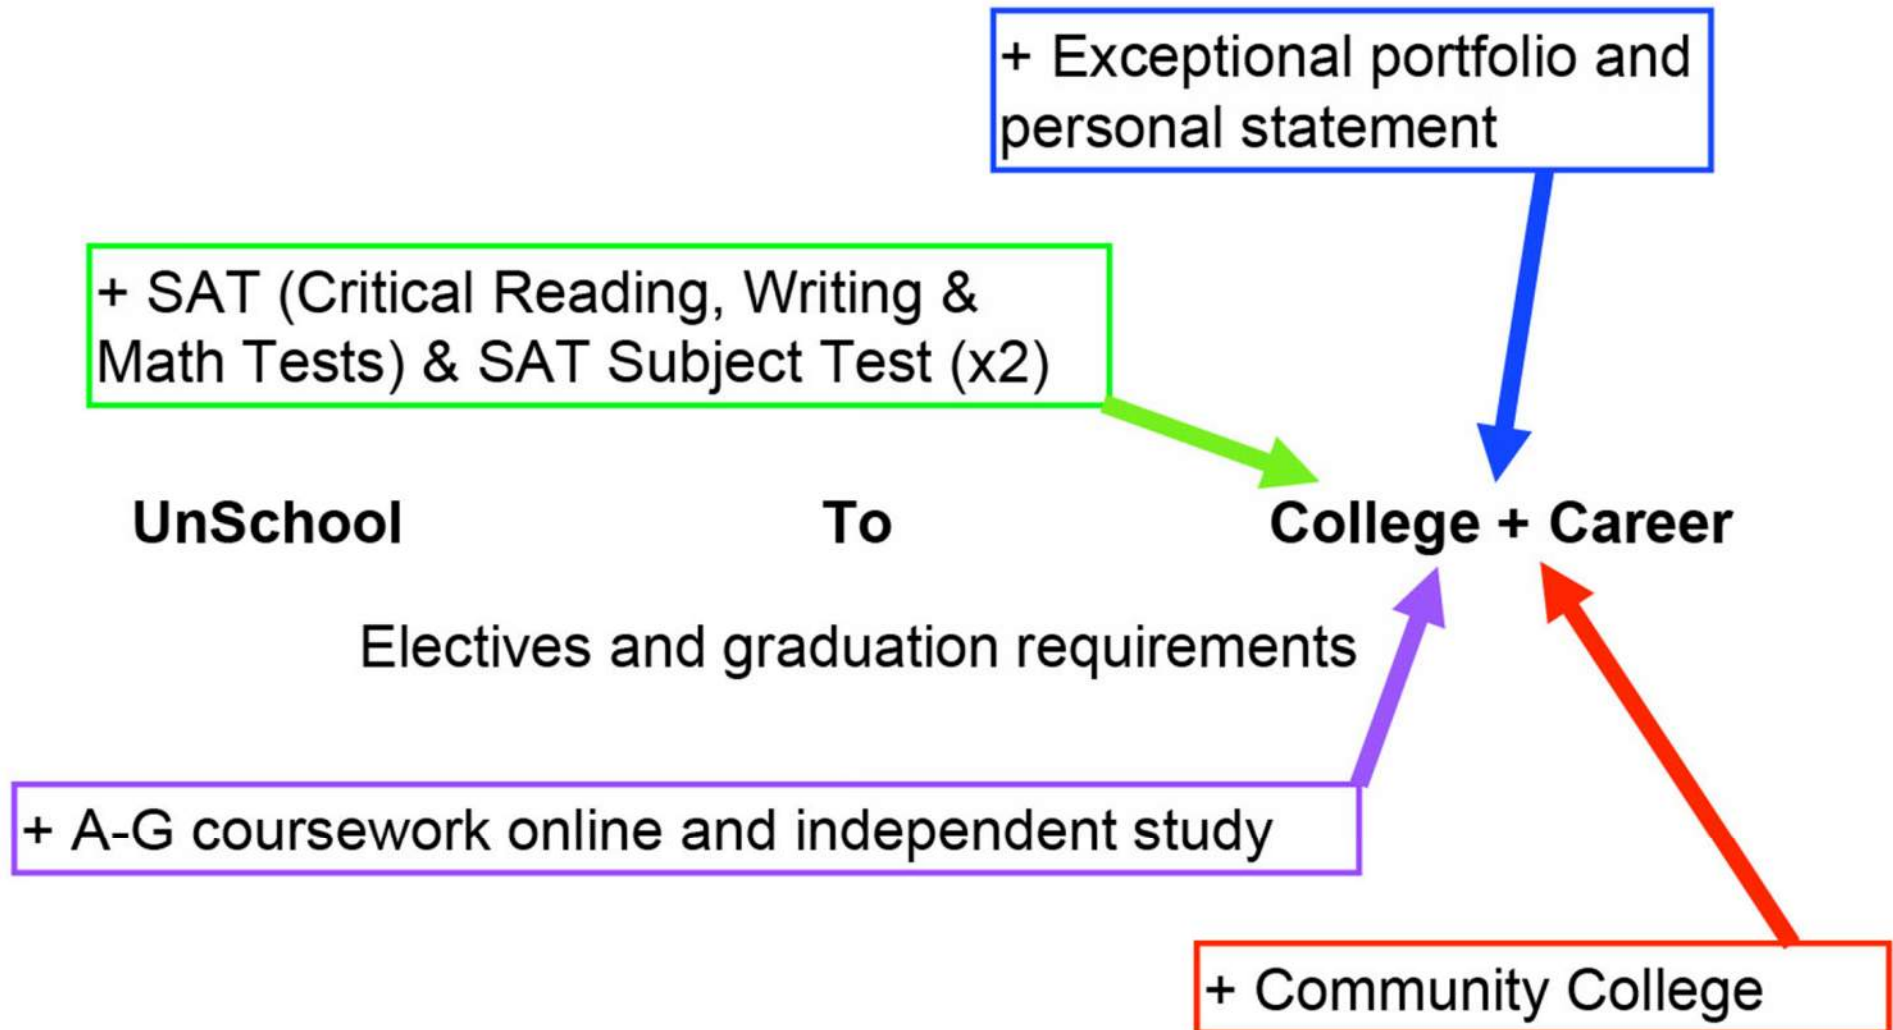 + Exceptional portfolio and
personal statement
+ SAT (Critical Reading, Writing &
Math Tests) & SAT Subject Test (x2)
UnSchool To College + Career
Electives and graduation requirements
+ A-G coursework online and independent study
+ Community College